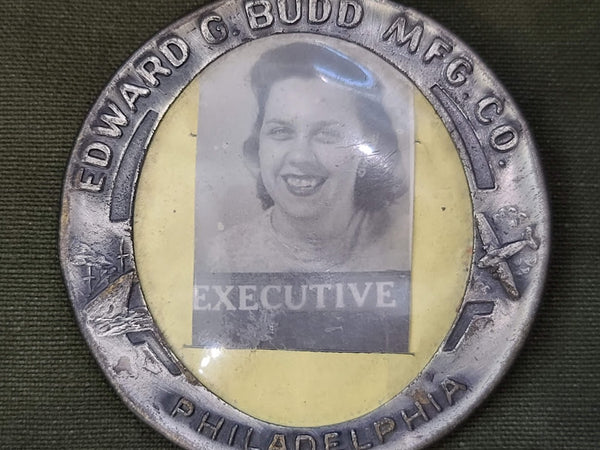 EDWARD G. BUDD MFG. CO.
EXECUTIVE
PHILADELPHIA